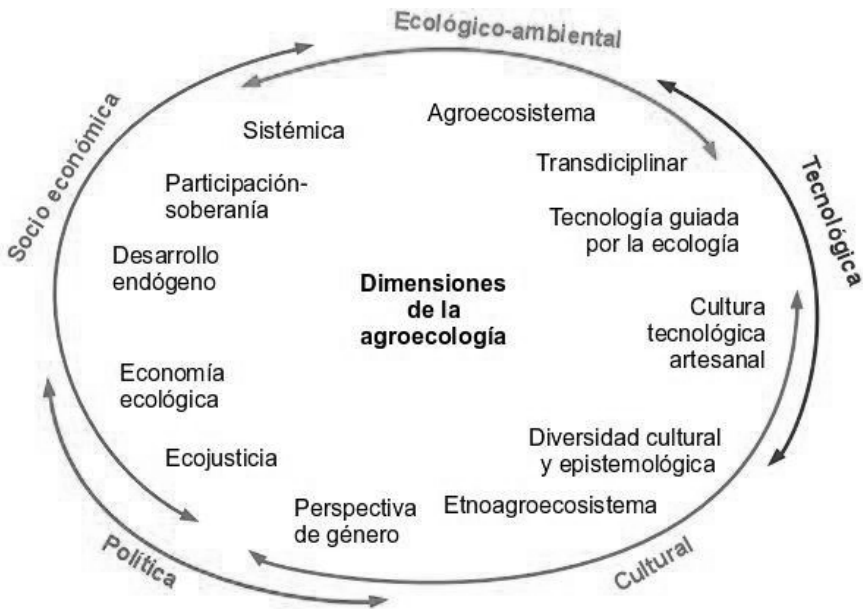 Ecológico-ambiental
Socio económica
Tecnológica
Sistémica
Agroecosistema
Transdiciplinar
Participación-
soberanía
Tecnología guiada
por la ecología
Desarrollo
endógeno
Dimensiones
de la
agroecología
Cultura
tecnológica
artesanal
Economía
ecológica
Ecojusticia
Diversidad cultural
y epistemológica
Perspectiva
de género
Etnoagroecosistema
Política
Cultural